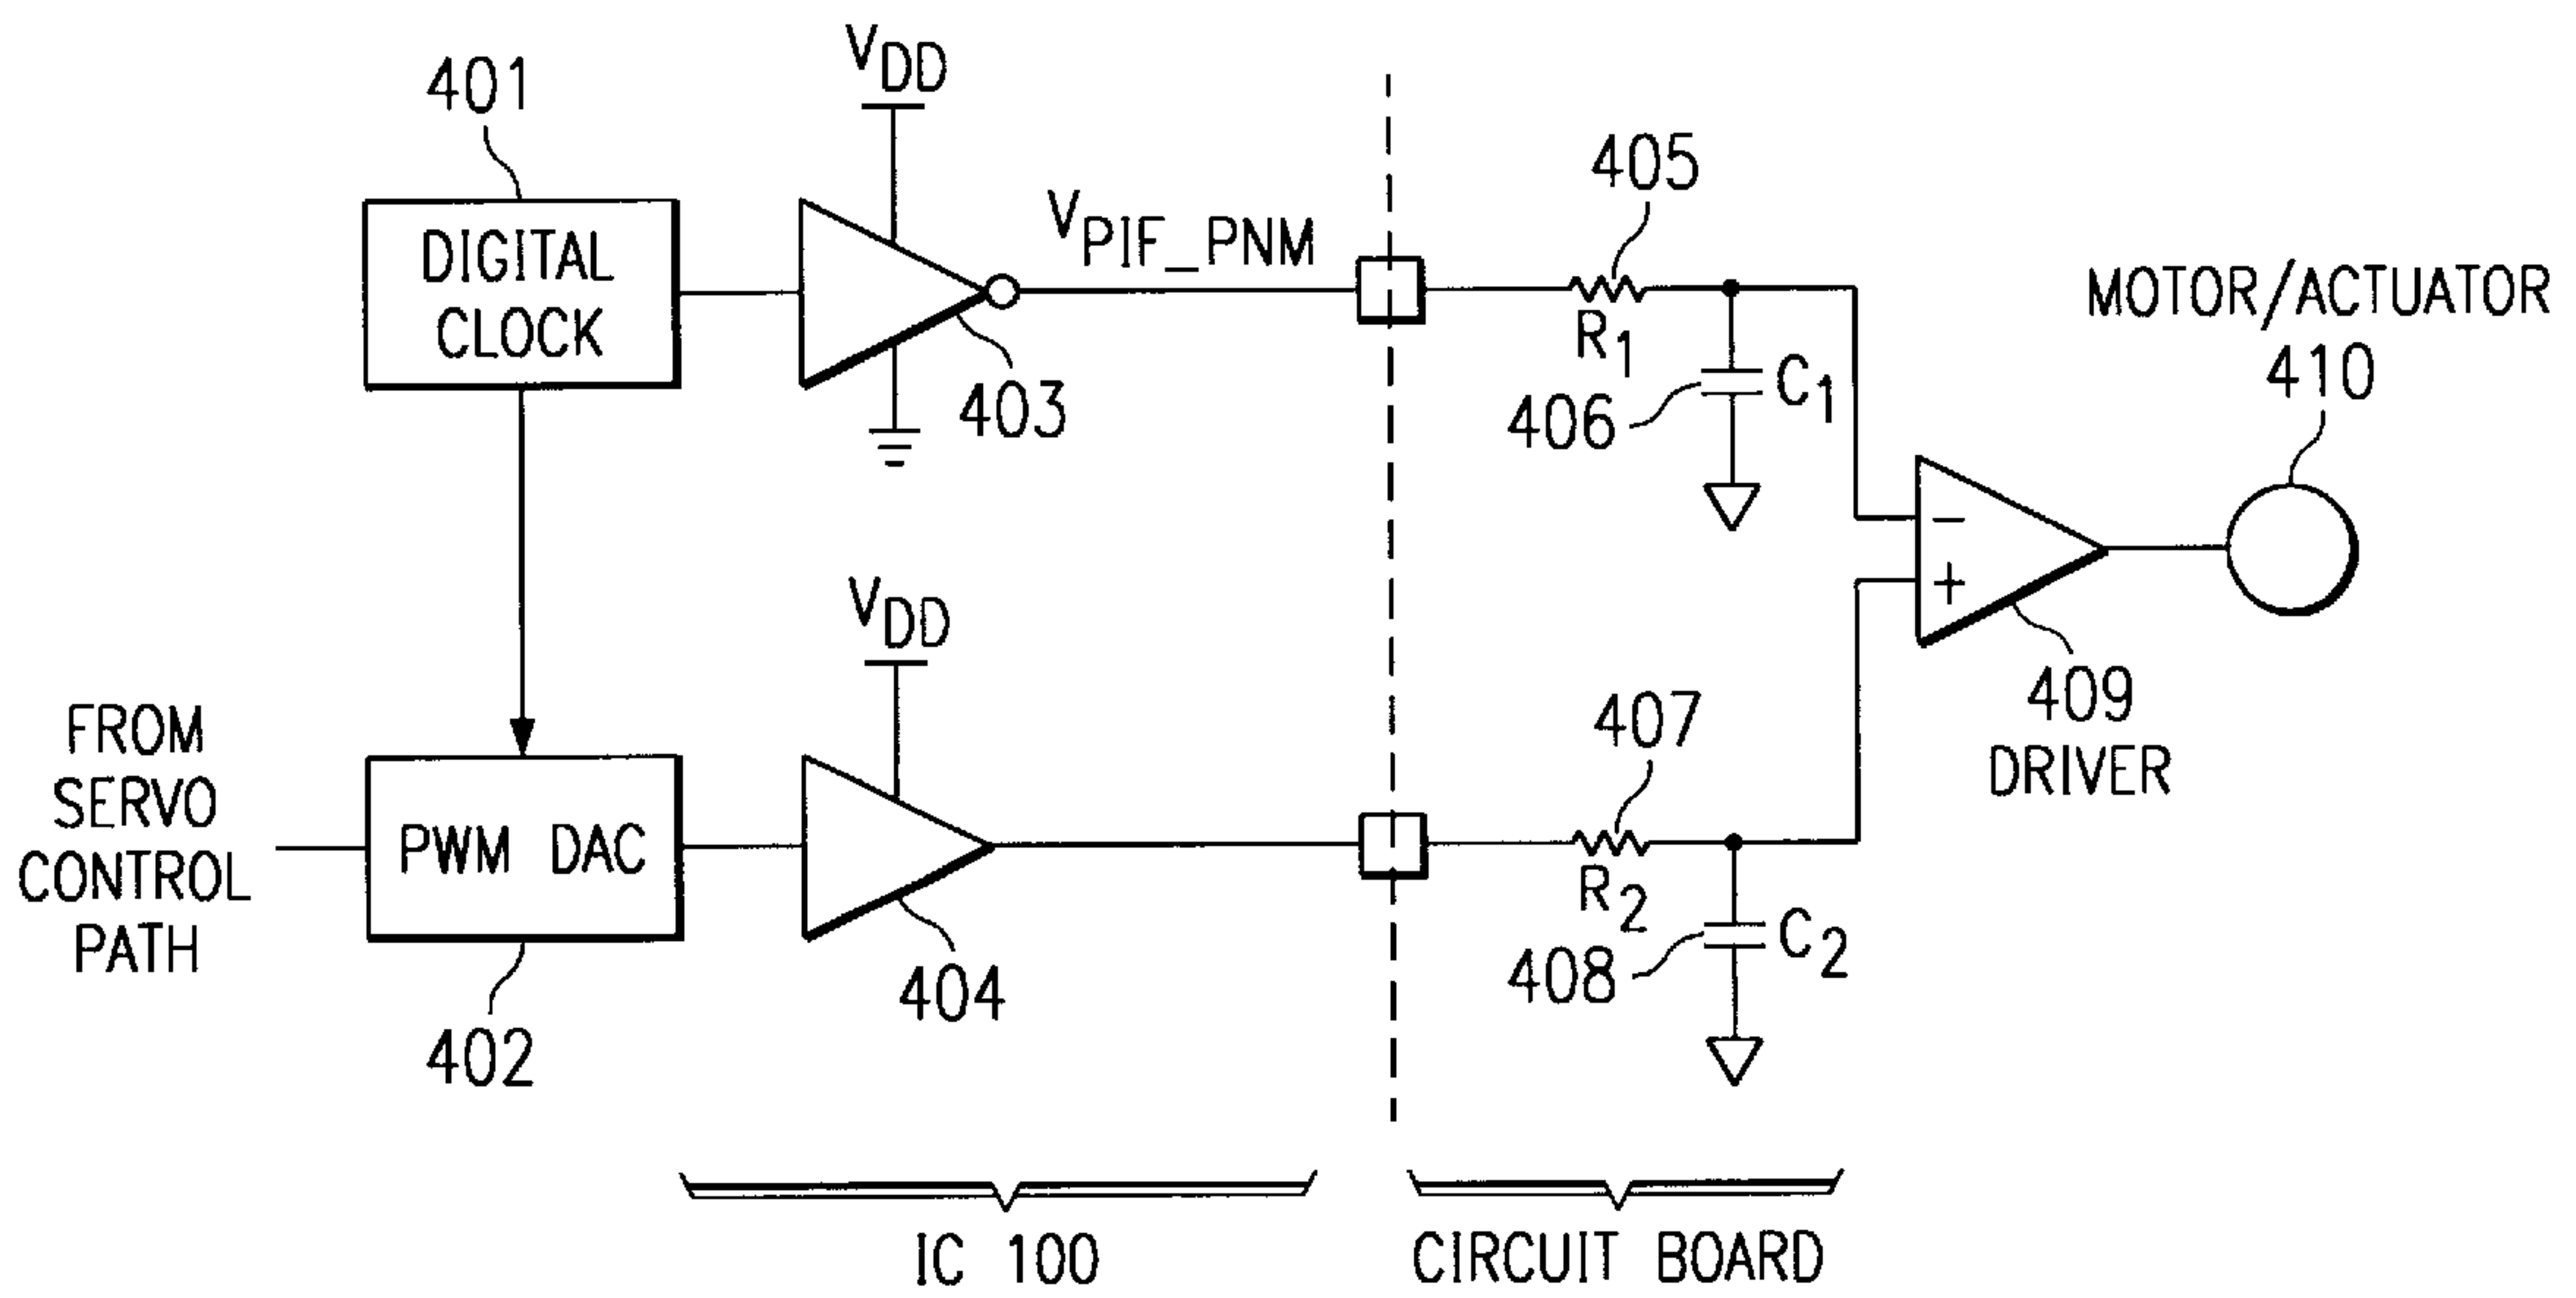 401
DIGITAL
CLOCK
VDD
VPIF_PNM
403
405
R1
406
C1
MOTOR/ACTUATOR
410
−
+
409
DRIVER
FROM
SERVO
CONTROL
PATH
PWM DAC
402
VDD
404
407
R2
408
C2
IC 100
CIRCUIT BOARD